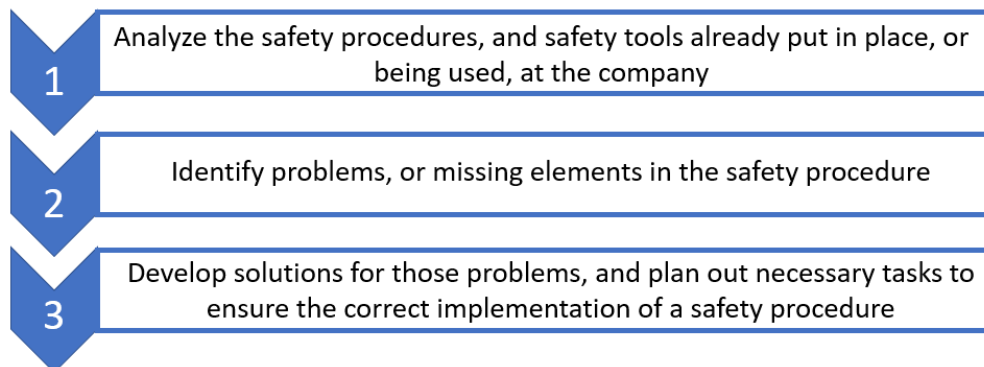 1
Analyze the safety procedures, and safety tools already put in place, or
being used, at the company
2
Identify problems, or missing elements in the safety procedure
3
Develop solutions for those problems, and plan out necessary tasks to
ensure the correct implementation of a safety procedure